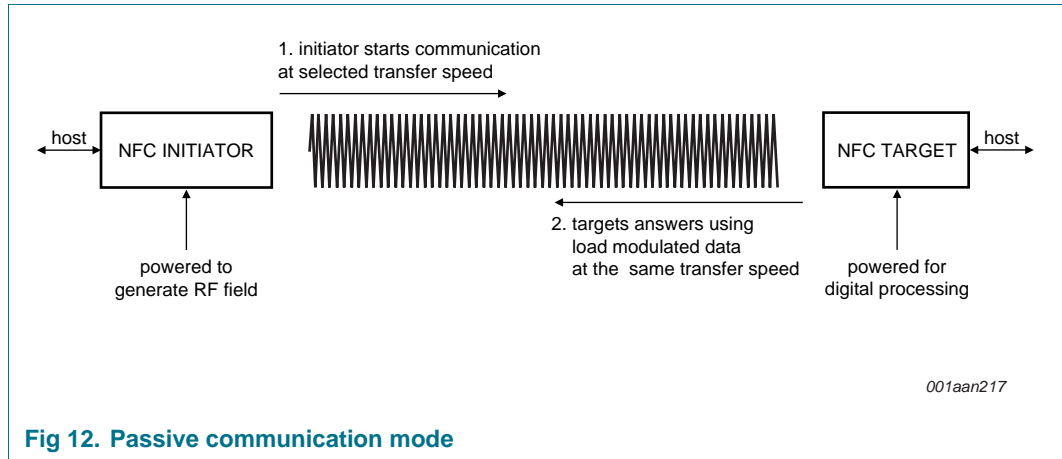 1. initiator starts communication
at selected transfer speed
host
NFC INITIATOR
NFC TARGET
host
2. targets answers using
load modulated data
at the same transfer speed
powered to
generate RF field
powered for
digital processing
001aan217
Fig 12. Passive communication mode